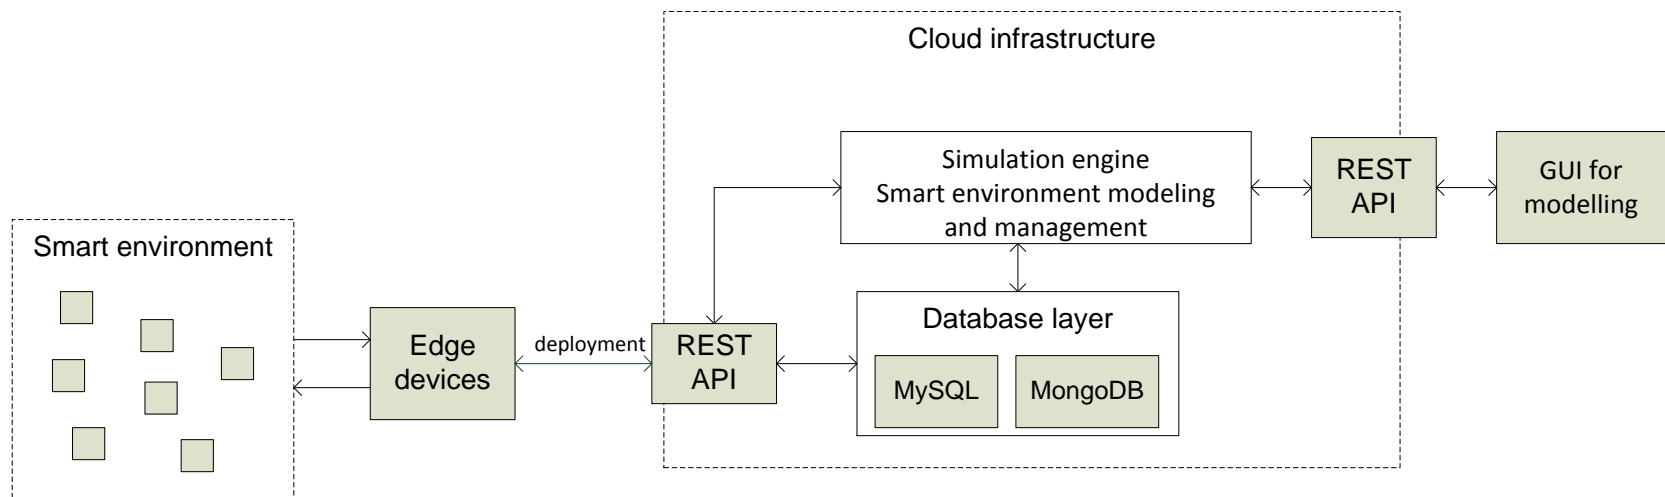 Cloud infrastructure
Simulation engine
Smart environment modeling
and management
REST
API
GUI for
modelling
Smart environment
Edge
devices
deployment
REST
API
Database layer
MySQL
MongoDB